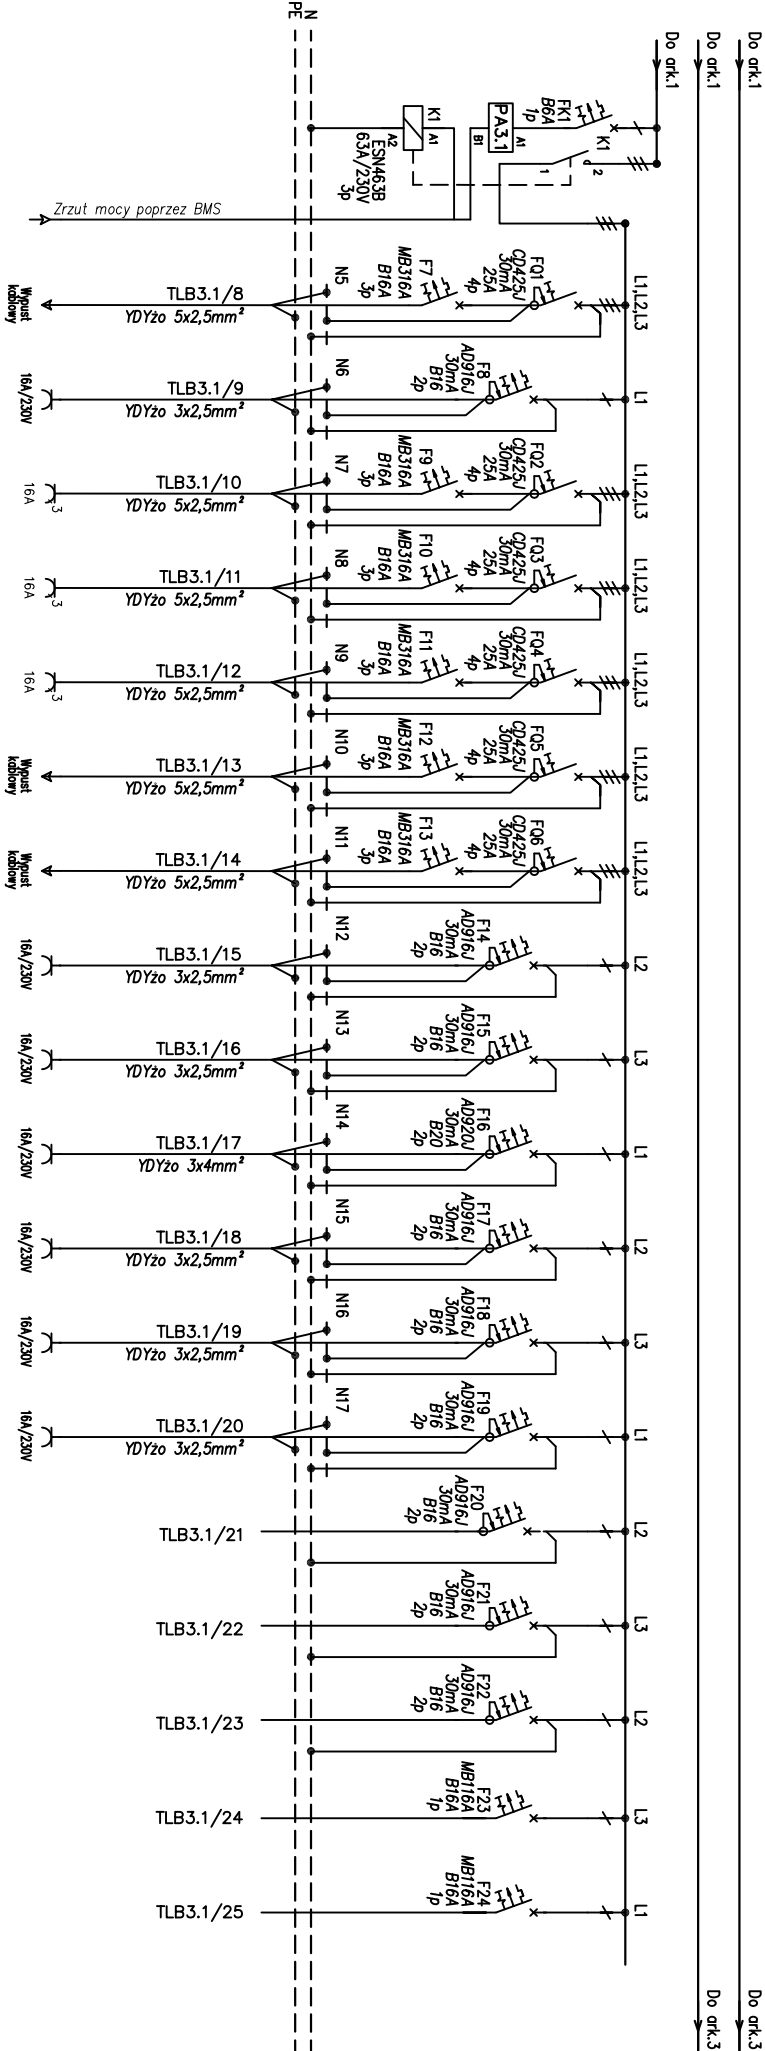 Do ark.1
Do ark.1
Do ark.1
N
PE
FK1
B6A
1p
K1
1
2
PA3.1
A1
B1
K1
A1
A2
ESN463B
63A/230V
3p
Zrzut mocy poprzez BMS
L1,L2,L3
FQ1
CD425J
30mA
25A
4p
F7
MB316A
B16A
3p
N5
TLB3.1/8
YDYżo 5x2,5mm²
Wypust
kablowy
L1
F8
AD916J
30mA
B16
2p
N6
TLB3.1/9
YDYżo 3x2,5mm²
16A/230V
L1,L2,L3
FQ2
CD425J
30mA
25A
4p
F9
MB316A
B16A
3p
N7
TLB3.1/10
YDYżo 5x2,5mm²
3
16A
L1,L2,L3
FQ3
CD425J
30mA
25A
4p
F10
MB316A
B16A
3p
N8
TLB3.1/11
YDYżo 5x2,5mm²
3
16A
L1,L2,L3
FQ4
CD425J
30mA
25A
4p
F11
MB316A
B16A
3p
N9
TLB3.1/12
YDYżo 5x2,5mm²
3
16A
L1,L2,L3
FQ5
CD425J
30mA
25A
4p
F12
MB316A
B16A
3p
N10
TLB3.1/13
YDYżo 5x2,5mm²
Wypust
kablowy
L1,L2,L3
FQ6
CD425J
30mA
25A
4p
F13
MB316A
B16A
3p
N11
TLB3.1/14
YDYżo 5x2,5mm²
Wypust
kablowy
L2
F14
AD916J
30mA
B16
2p
N12
TLB3.1/15
YDYżo 3x2,5mm²
16A/230V
L3
F15
AD916J
30mA
B16
2p
N13
TLB3.1/16
YDYżo 3x2,5mm²
16A/230V
L1
F16
AD920J
30mA
B20
2p
N14
TLB3.1/17
YDYżo 3x4mm²
16A/230V
L2
F17
AD916J
30mA
B16
2p
N15
TLB3.1/18
YDYżo 3x2,5mm²
16A/230V
L3
F18
AD916J
30mA
B16
2p
N16
TLB3.1/19
YDYżo 3x2,5mm²
16A/230V
L1
F19
AD916J
30mA
B16
2p
N17
TLB3.1/20
YDYżo 3x2,5mm²
16A/230V
L2
F20
AD916J
30mA
B16
2p
TLB3.1/21
L3
F21
AD916J
30mA
B16
2p
TLB3.1/22
L2
F22
AD916J
30mA
B16
2p
TLB3.1/23
L3
F23
MB116A
B16A
1p
TLB3.1/24
L1
F24
MB116A
B16A
1p
TLB3.1/25
Do ark.3
Do ark.3